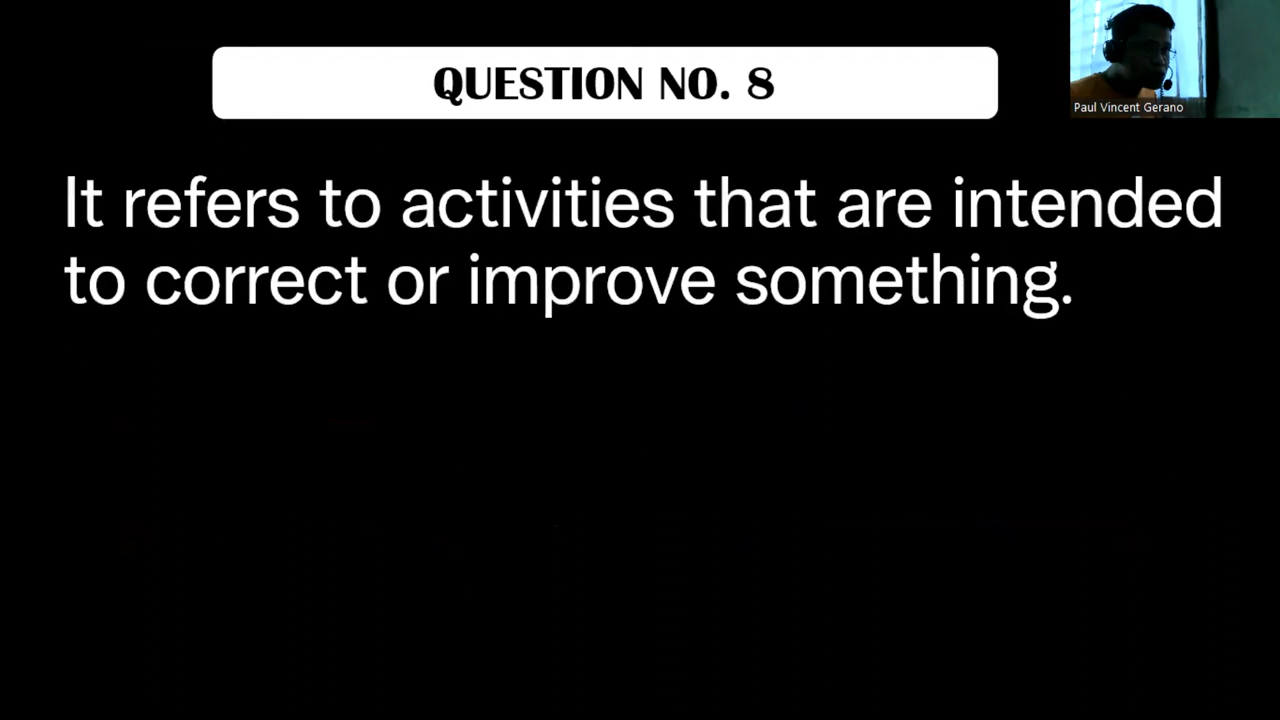 QUESTION NO. 8
Paul Vincent Gerano
It refers to activities that are intended
to correct or improve something.